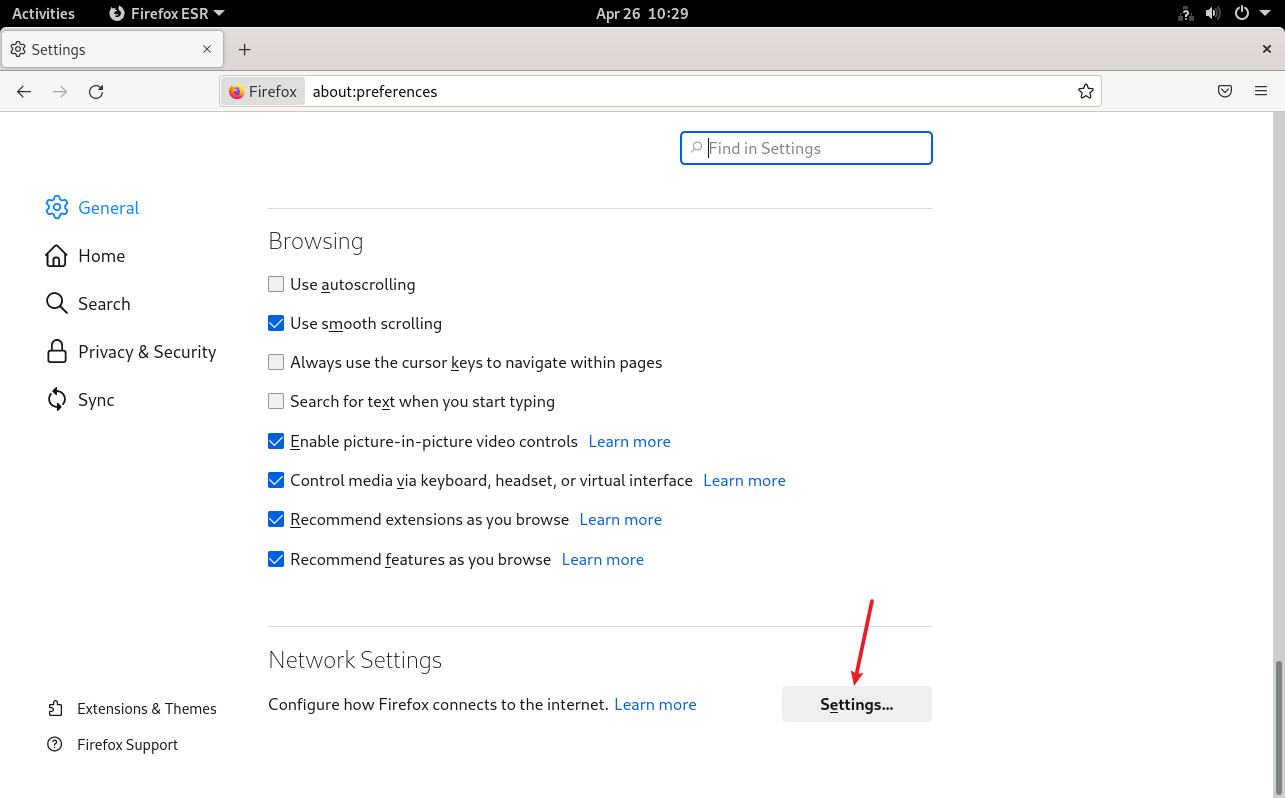 Activities Firefox ESR Apr 26 10:29
Settings
Firefox about:preferences
Find in Settings
General
Home
Search
Privacy & Security
Sync
Extensions & Themes
Firefox Support
Browsing
Use autoscrolling
Use smooth scrolling
Always use the cursor keys to navigate within pages
Search for text when you start typing
Enable picture-in-picture video controls Learn more
Control media via keyboard, headset, or virtual interface Learn more
Recommend extensions as you browse Learn more
Recommend features as you browse Learn more
Network Settings
Configure how Firefox connects to the internet. Learn more Settings...